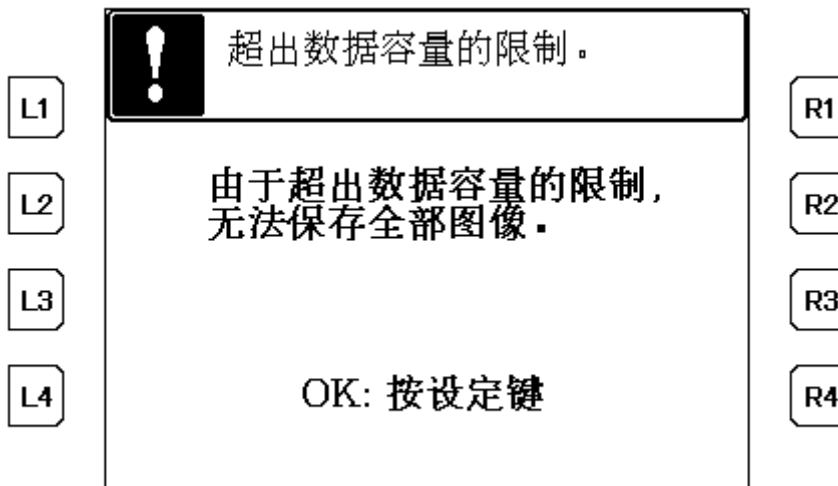 超出数据容量的限制。
L1
R1
由于超出数据容量的限制,
无法保存全部图像.
L2
R2
L3
R3
OK: 按设定键
L4
R4